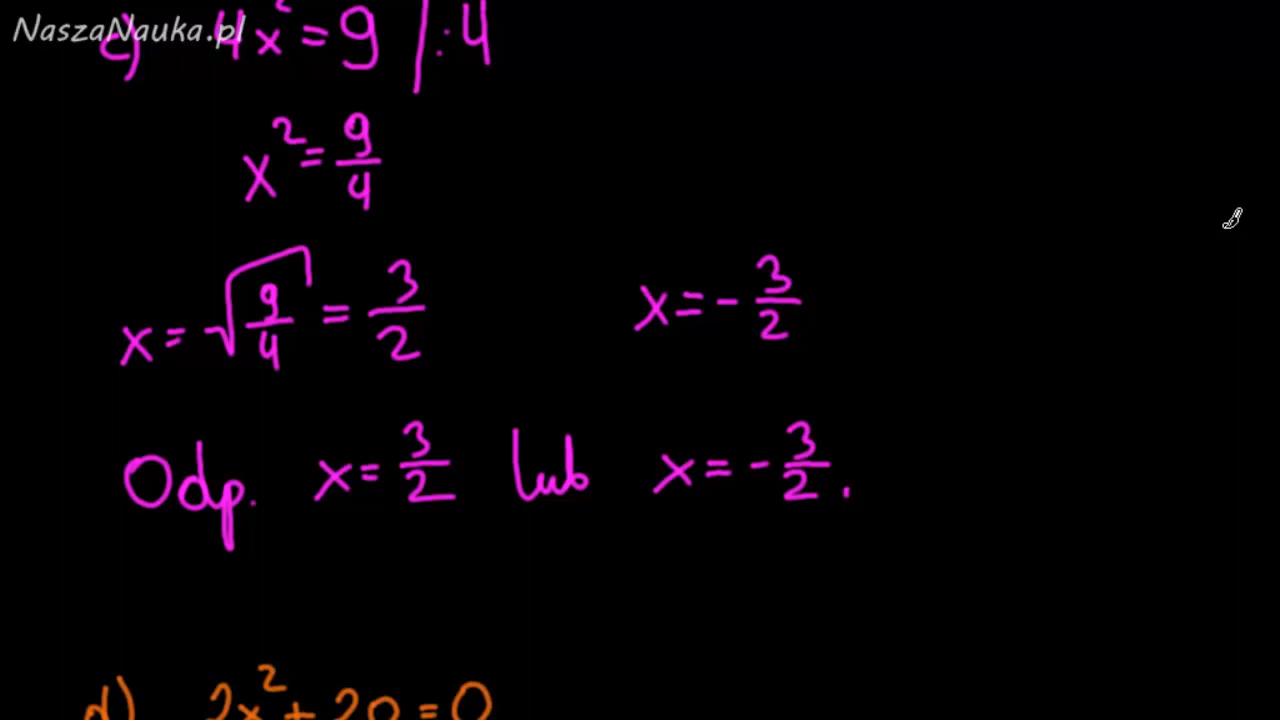 NaszaNauka.pl
c) 4x² = 9 | :4
x² = 9/4
x = √(9/4) = 3/2 x = - 3/2
Odp. x = 3/2 lub x = - 3/2.
d) 2x² + 20 = 0